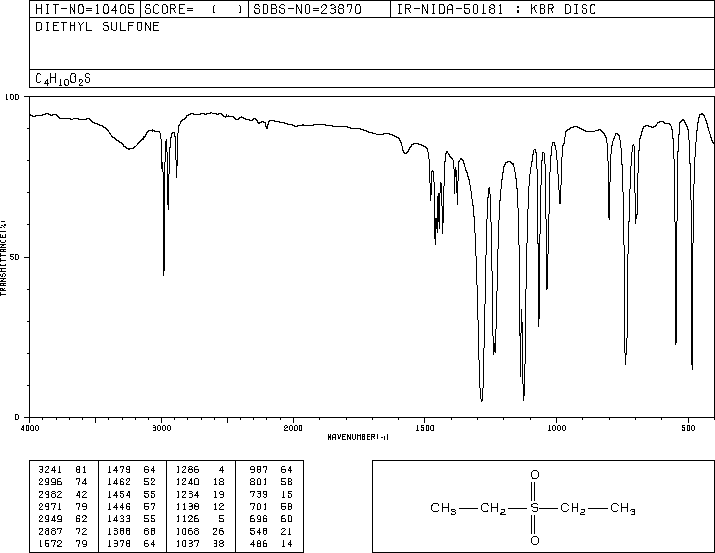 HIT-NO=10405 SCORE= ( ) SDBS-NO=23870 IR-NIDA-50181 : KBR DISC
DIETHYL SULFONE
C4H10O2S
100
50
0
TRANSMITTANCE(%)
4000 3000 2000 1500 1000 500
WAVENUMBER(-1)
3241 81 1479 64 1286 4 987 64
2996 74 1462 52 1240 18 801 58
2982 42 1454 55 1234 19 739 15
2971 79 1446 57 1138 12 701 58
2949 62 1433 55 1126 5 696 60
2887 72 1388 68 1068 26 548 21
1572 79 1378 64 1037 38 486 14
O
CH3 CH2 S CH2 CH3
O